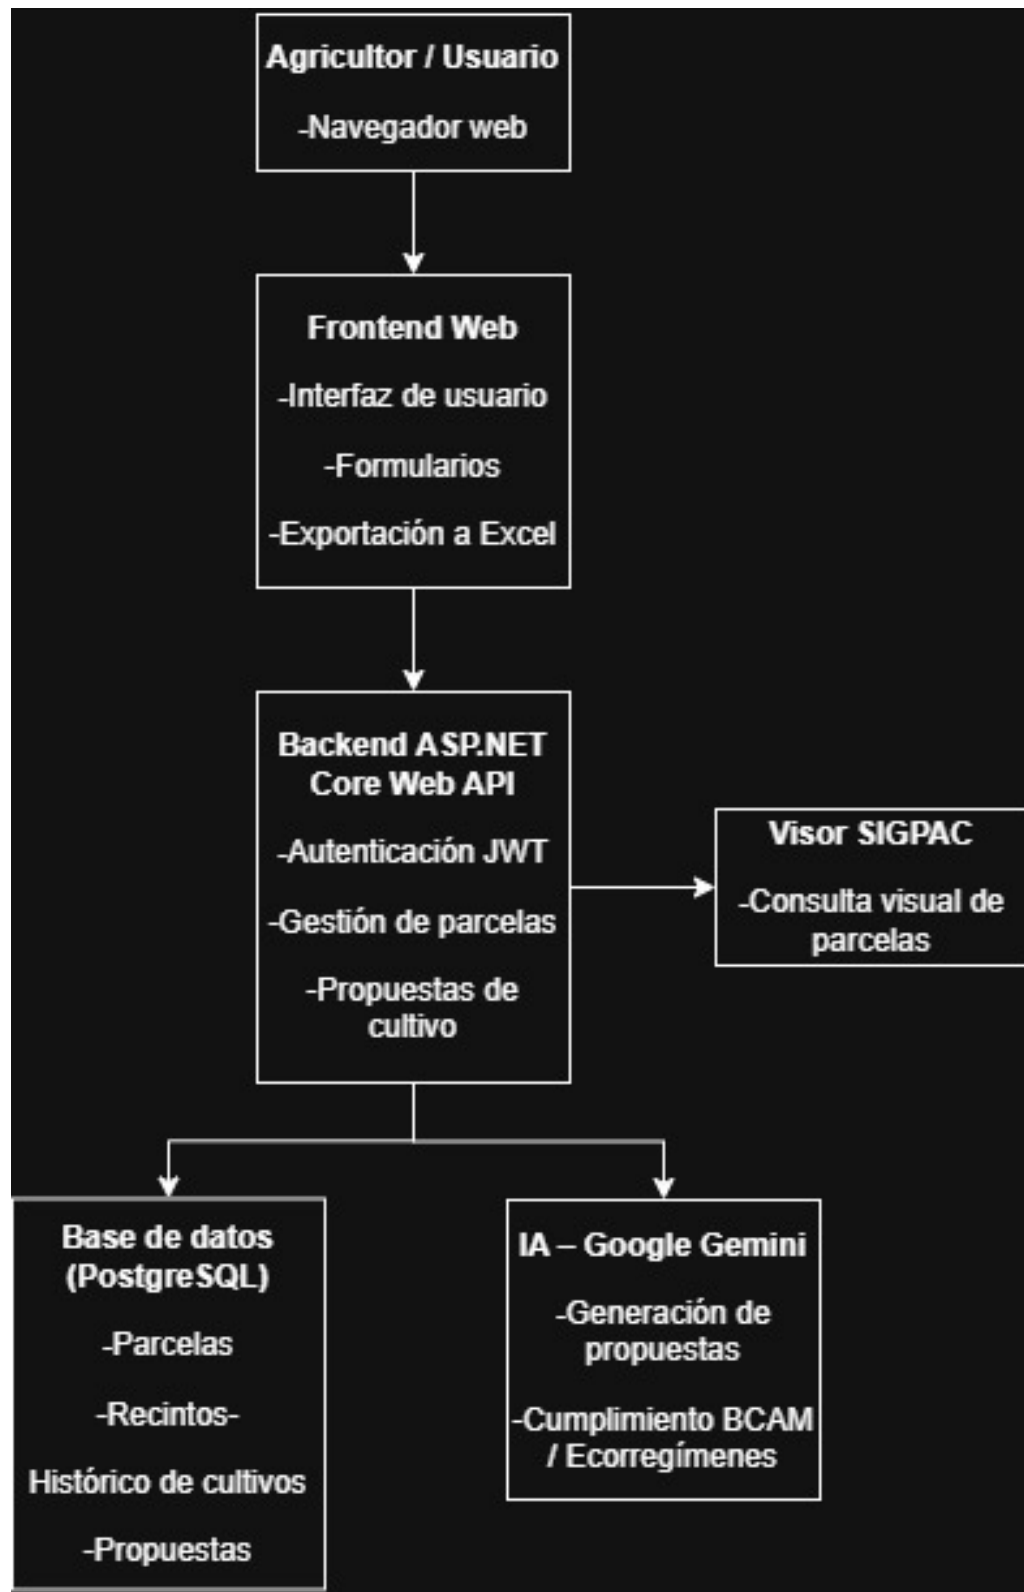 Agricultor / Usuario
-Navegador web
Frontend Web
-Interfaz de usuario
-Formularios
-Exportación a Excel
Backend ASP.NET
Core Web API
-Autenticación JWT
-Gestión de parcelas
-Propuestas de
cultivo
Visor SIGPAC
-Consulta visual de
parcelas
Base de datos
(PostgreSQL)
-Parcelas
-Recintos-
Histórico de cultivos
-Propuestas
IA – Google Gemini
-Generación de
propuestas
-Cumplimiento BCAM
/ Ecorregímenes